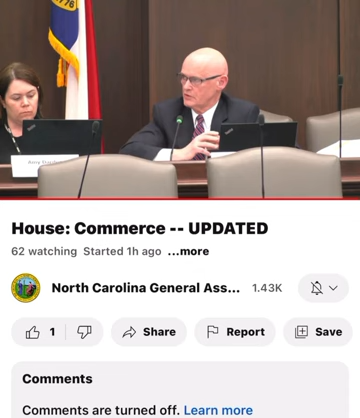 House: Commerce -- UPDATED
62 watching Started 1h ago ...more
North Carolina General Ass... 1.43K
1 Share Report Save
Comments
Comments are turned off. Learn more